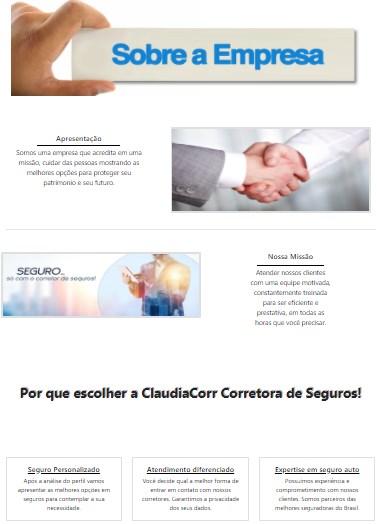 Sobre a Empresa
Apresentação
Somos uma empresa que acredita em uma
missão, cuidar das pessoas mostrando as
melhores opções para proteger seu
patrimonio e seu futuro.
SEGURO...
só com o corretor de seguros!
Nossa Missão
Atender nossos clientes
com uma equipe motivada,
constantemente treinada
para ser eficiente e
prestativa, em todas as
horas que você precisar.
Por que escolher a ClaudiaCorr Corretora de Seguros!
Seguro Personalizado
Após a análise do perfil vamos
apresentar as melhores opções em
seguros para contemplar a sua
necessidade.
Atendimento diferenciado
Você decide qual a melhor forma de
entrar em contato com nossos
corretores. Garantimos a privacidade
dos seus dados.
Expertise em seguro auto
Possuimos experiência e
comprometimento com nossos
clientes. Somos parceiros das
melhores seguradoras do Brasil.